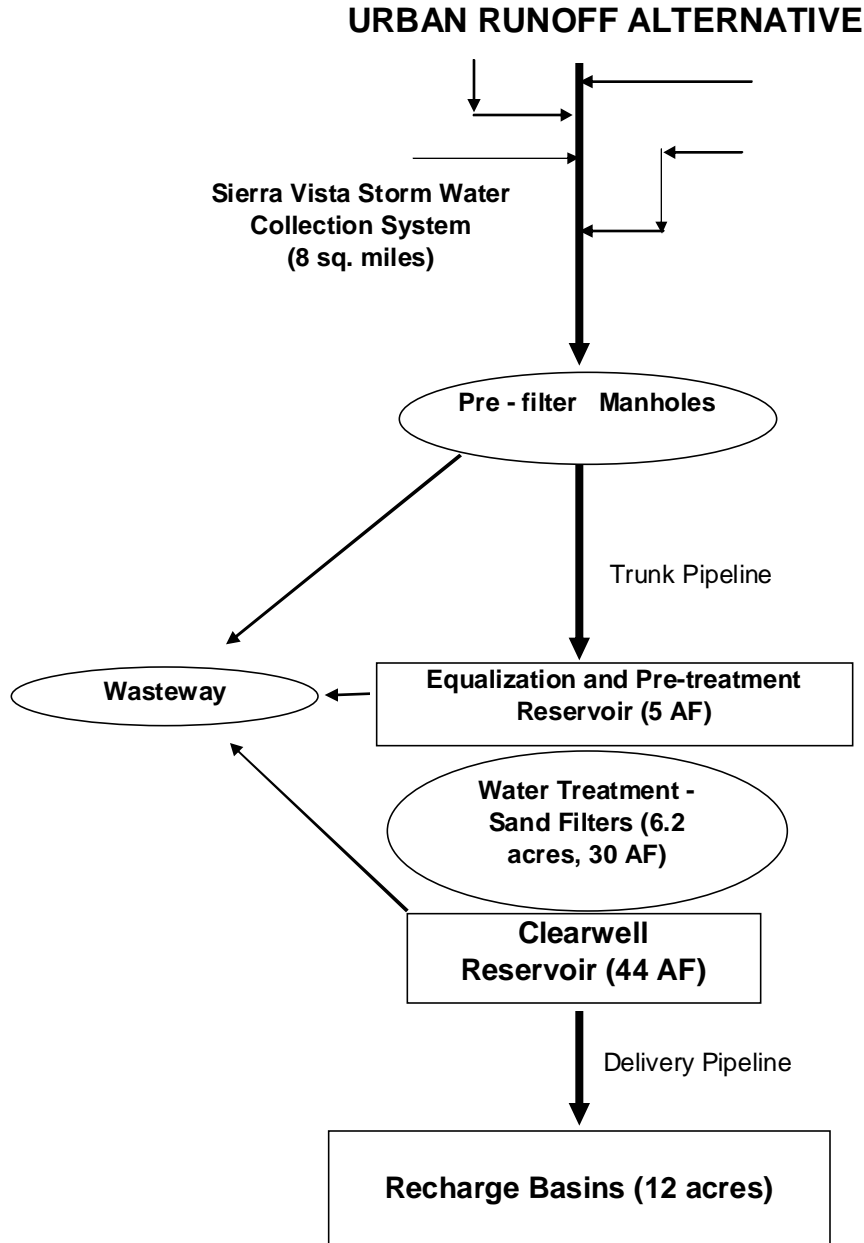 URBAN RUNOFF ALTERNATIVE
Sierra Vista Storm Water
Collection System
(8 sq. miles)
Pre - filter Manholes
Trunk Pipeline
Wasteway
Equalization and Pre-treatment
Reservoir (5 AF)
Water Treatment -
Sand Filters (6.2
acres, 30 AF)
Clearwell
Reservoir (44 AF)
Delivery Pipeline
Recharge Basins (12 acres)